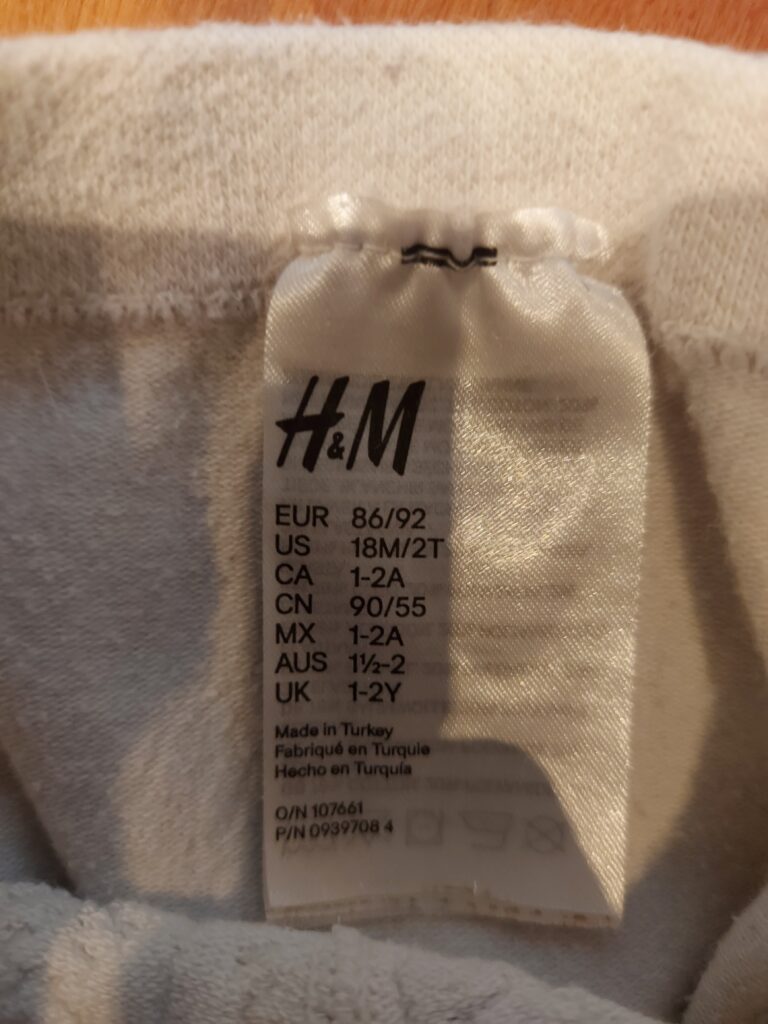 H&M
EUR 86/92
US 18M/2T
CA 1-2A
CN 90/55
MX 1-2A
AUS 1½-2
UK 1-2Y
Made in Turkey
Fabriqué en Turquie
Hecho en Turquía
O/N 107661
P/N 0939708 4